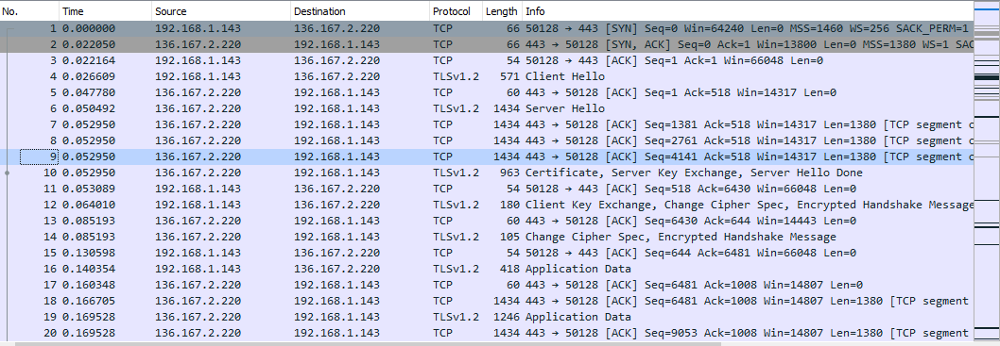 No. Time Source Destination Protocol Length Info
1 0.000000 192.168.1.143 136.167.2.220 TCP 66 50128 → 443 [SYN] Seq=0 Win=64240 Len=0 MSS=1460 WS=256 SACK_PERM=1
2 0.022050 136.167.2.220 192.168.1.143 TCP 66 443 → 50128 [SYN, ACK] Seq=0 Ack=1 Win=13800 Len=0 MSS=1380 WS=1 SAC
3 0.022164 192.168.1.143 136.167.2.220 TCP 54 50128 → 443 [ACK] Seq=1 Ack=1 Win=66048 Len=0
4 0.026609 192.168.1.143 136.167.2.220 TLSv1.2 571 Client Hello
5 0.047780 136.167.2.220 192.168.1.143 TCP 60 443 → 50128 [ACK] Seq=1 Ack=518 Win=14317 Len=0
6 0.050492 136.167.2.220 192.168.1.143 TLSv1.2 1434 Server Hello
7 0.052950 136.167.2.220 192.168.1.143 TCP 1434 443 → 50128 [ACK] Seq=1381 Ack=518 Win=14317 Len=1380 [TCP segment o
8 0.052950 136.167.2.220 192.168.1.143 TCP 1434 443 → 50128 [ACK] Seq=2761 Ack=518 Win=14317 Len=1380 [TCP segment o
9 0.052950 136.167.2.220 192.168.1.143 TCP 1434 443 → 50128 [ACK] Seq=4141 Ack=518 Win=14317 Len=1380 [TCP segment o
10 0.052950 136.167.2.220 192.168.1.143 TLSv1.2 963 Certificate, Server Key Exchange, Server Hello Done
11 0.053089 192.168.1.143 136.167.2.220 TCP 54 50128 → 443 [ACK] Seq=518 Ack=6430 Win=66048 Len=0
12 0.064010 192.168.1.143 136.167.2.220 TLSv1.2 180 Client Key Exchange, Change Cipher Spec, Encrypted Handshake Message
13 0.085193 136.167.2.220 192.168.1.143 TCP 60 443 → 50128 [ACK] Seq=6430 Ack=644 Win=14443 Len=0
14 0.085193 136.167.2.220 192.168.1.143 TLSv1.2 105 Change Cipher Spec, Encrypted Handshake Message
15 0.130598 192.168.1.143 136.167.2.220 TCP 54 50128 → 443 [ACK] Seq=644 Ack=6481 Win=66048 Len=0
16 0.140354 192.168.1.143 136.167.2.220 TLSv1.2 418 Application Data
17 0.160348 136.167.2.220 192.168.1.143 TCP 60 443 → 50128 [ACK] Seq=6481 Ack=1008 Win=14807 Len=0
18 0.166705 136.167.2.220 192.168.1.143 TCP 1434 443 → 50128 [ACK] Seq=6481 Ack=1008 Win=14807 Len=1380 [TCP segment
19 0.169528 136.167.2.220 192.168.1.143 TLSv1.2 1246 Application Data
20 0.169528 136.167.2.220 192.168.1.143 TCP 1434 443 → 50128 [ACK] Seq=9053 Ack=1008 Win=14807 Len=1380 [TCP segment